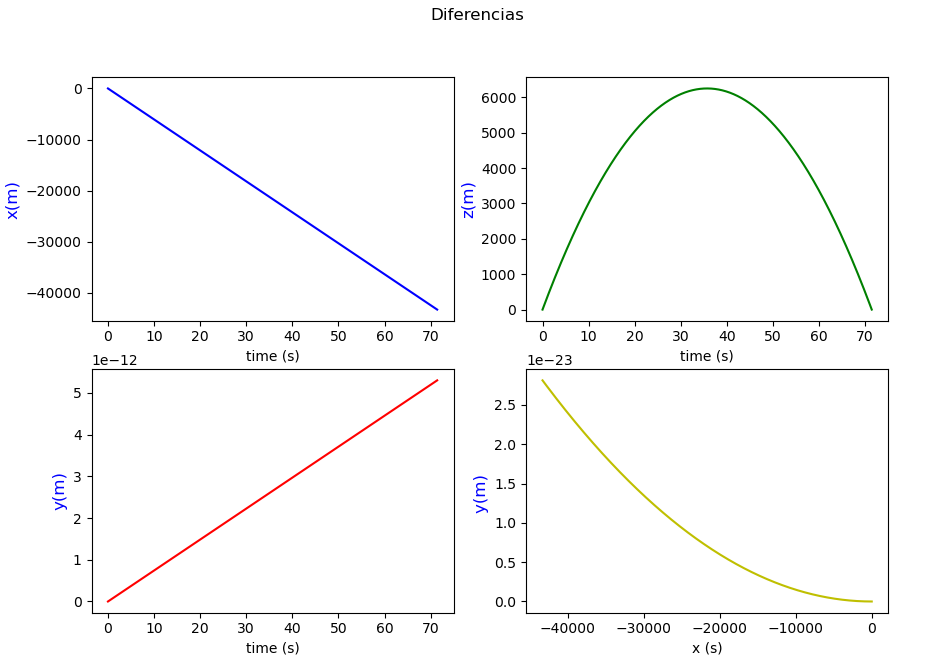 Diferencias
0
−10000
−20000
−30000
−40000
x(m)
0 10 20 30 40 50 60 70
time (s)
6000
5000
4000
3000
2000
1000
0
z(m)
0 10 20 30 40 50 60 70
time (s)
1e−12
5
4
3
2
1
0
y(m)
0 10 20 30 40 50 60 70
time (s)
1e−23
2.5
2.0
1.5
1.0
0.5
0.0
y(m)
−40000 −30000 −20000 −10000 0
x (s)